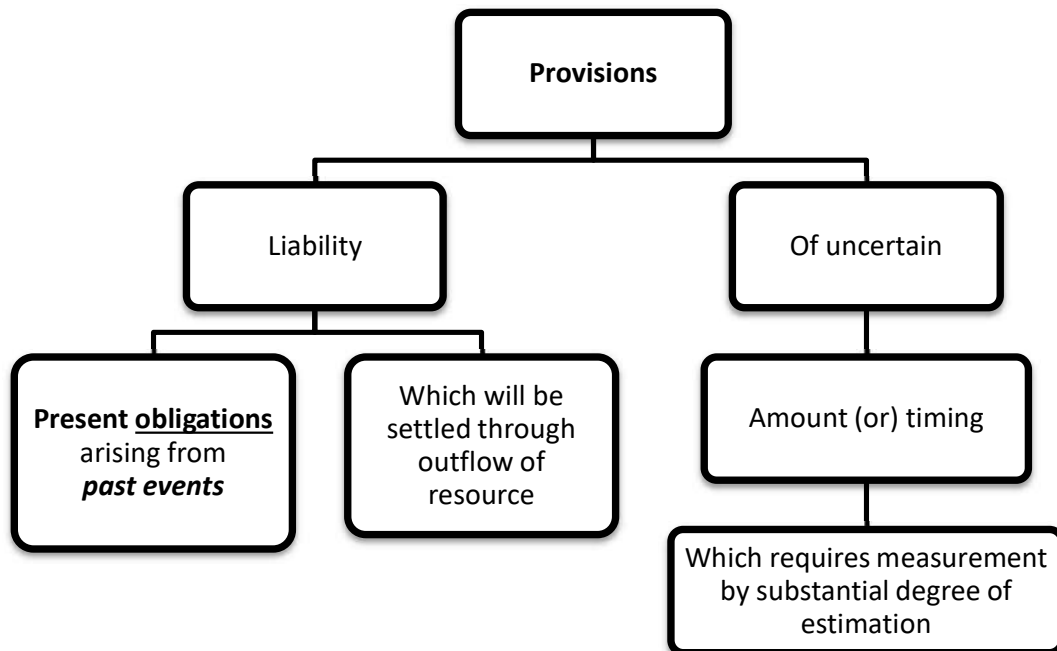 Provisions
Liability
Of uncertain
Present obligations
arising from
past events
Which will be
settled through
outflow of
resource
Amount (or) timing
Which requires measurement
by substantial degree of
estimation